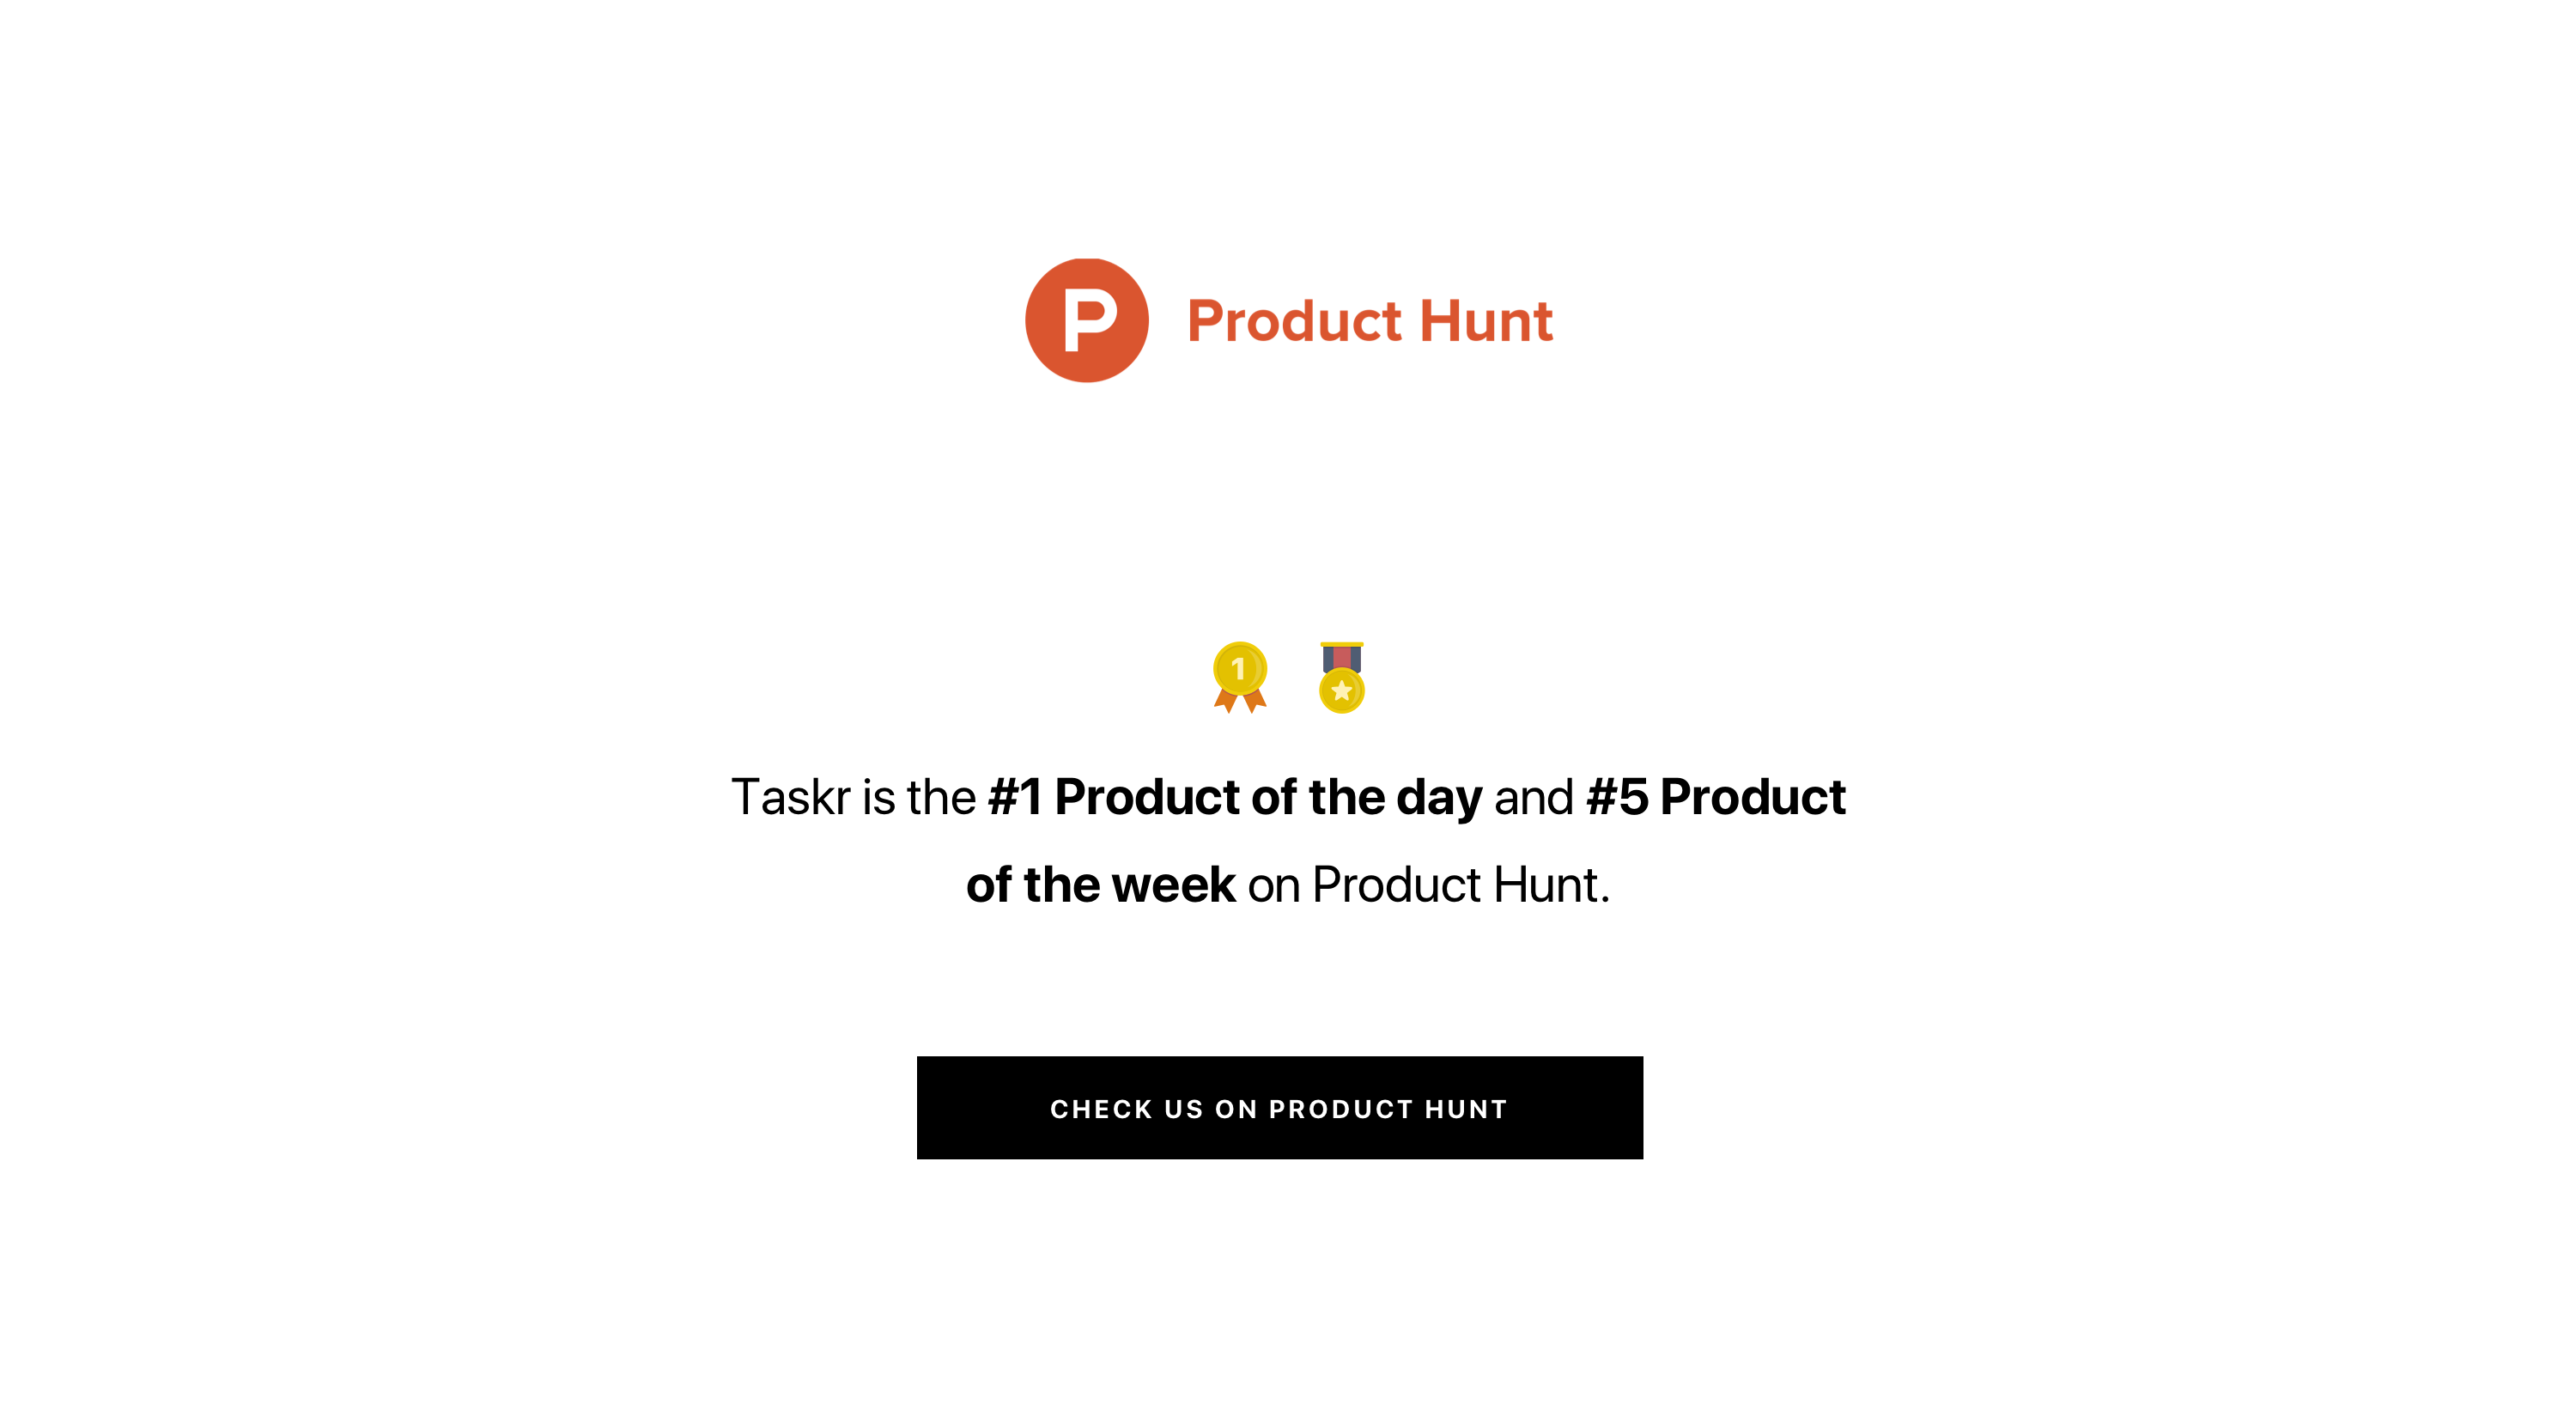 P Product Hunt
1
Taskr is the #1 Product of the day and #5 Product
of the week on Product Hunt.
CHECK US ON PRODUCT HUNT